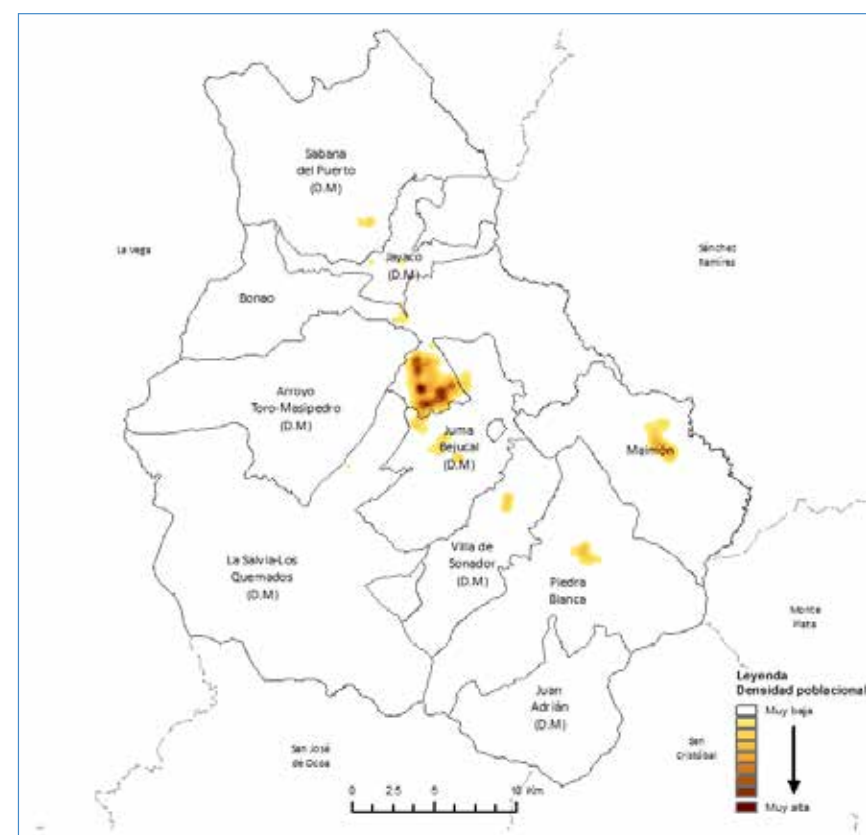 Sabana
del Puerto
(D.M)
La Vega
Sánchez
Ramírez
Jayaco
(D.M)
Bonao
Arroyo
Toro-Masipedro
(D.M)
Juma
Bejucal
(D.M)
Maimón
La Salvia-Los
Quemados
(D.M)
Villa de
Sonador
(D.M)
Piedra
Blanca
Monte
Plata
Juan
Adrián
(D.M)
San José
de Ocoa
San
Cristóbal
Leyenda
Densidad poblacional
Muy baja
Muy alta
0 2.5 5 10 Km